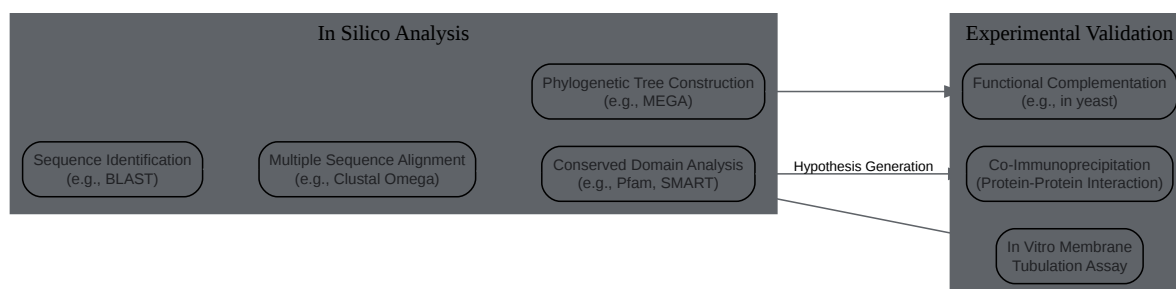 In Silico Analysis
Sequence Identification
(e.g., BLAST)
Multiple Sequence Alignment
(e.g., Clustal Omega)
Phylogenetic Tree Construction
(e.g., MEGA)
Conserved Domain Analysis
(e.g., Pfam, SMART)
Hypothesis Generation
Experimental Validation
Functional Complementation
(e.g., in yeast)
Co-Immunoprecipitation
(Protein-Protein Interaction)
In Vitro Membrane
Tubulation Assay